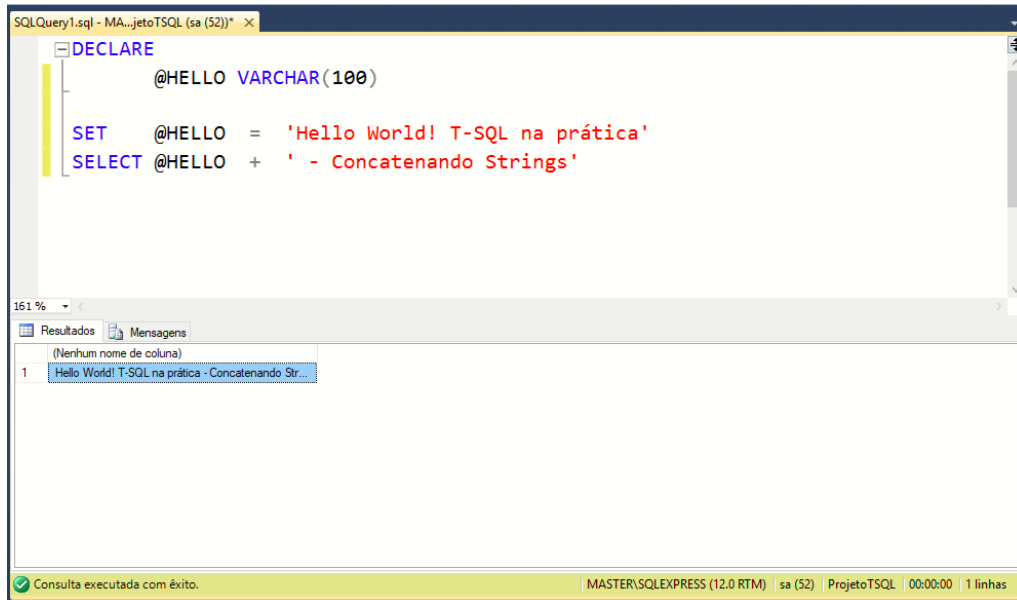 SQLQuery1.sql - MA...jetoTSQL (sa (52))* ×
DECLARE
@HELLO VARCHAR(100)
SET @HELLO = 'Hello World! T-SQL na prática'
SELECT @HELLO + ' - Concatenando Strings'
161 %
Resultados Mensagens
(Nenhum nome de coluna)
1 Hello World! T-SQL na prática - Concatenando Str...
Consulta executada com êxito. MASTER\SQLEXPRESS (12.0 RTM) sa (52) ProjetoTSQL 00:00:00 1 linhas